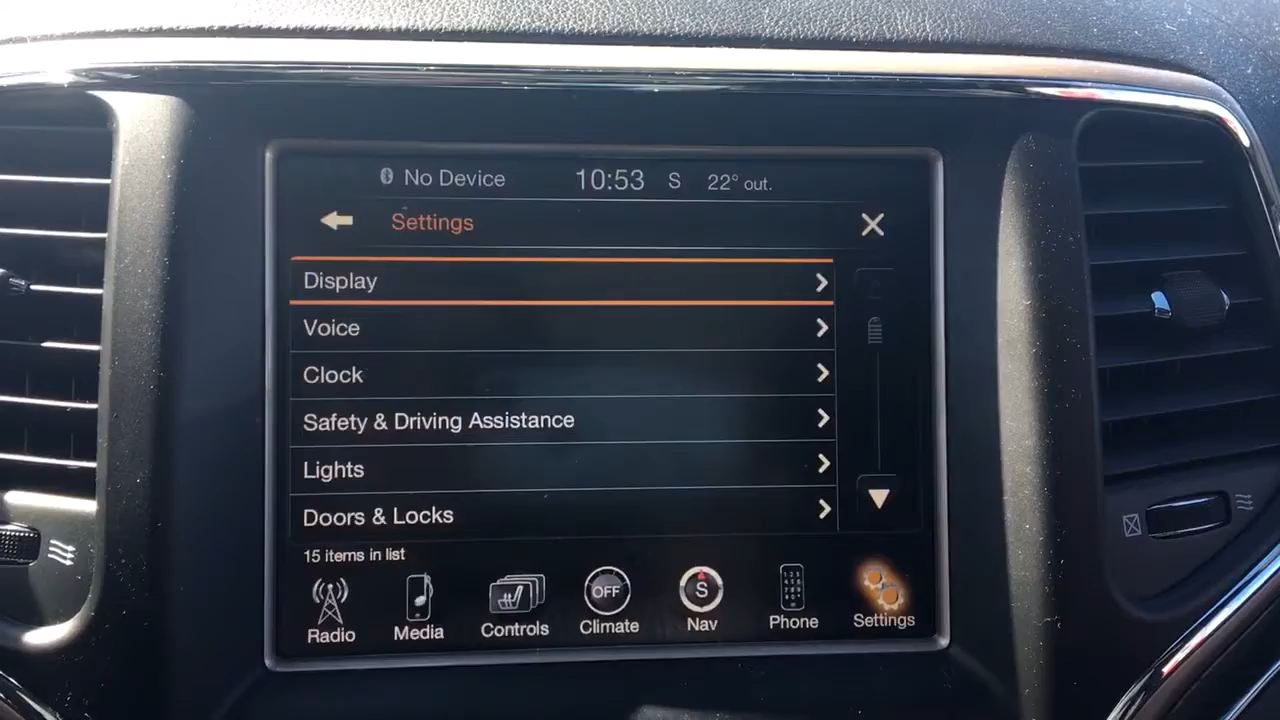 No Device 10:53 S 22° out.
Settings
Display
Voice
Clock
Safety & Driving Assistance
Lights
Doors & Locks
15 items in list
OFF S
Radio Media Controls Climate Nav Phone Settings